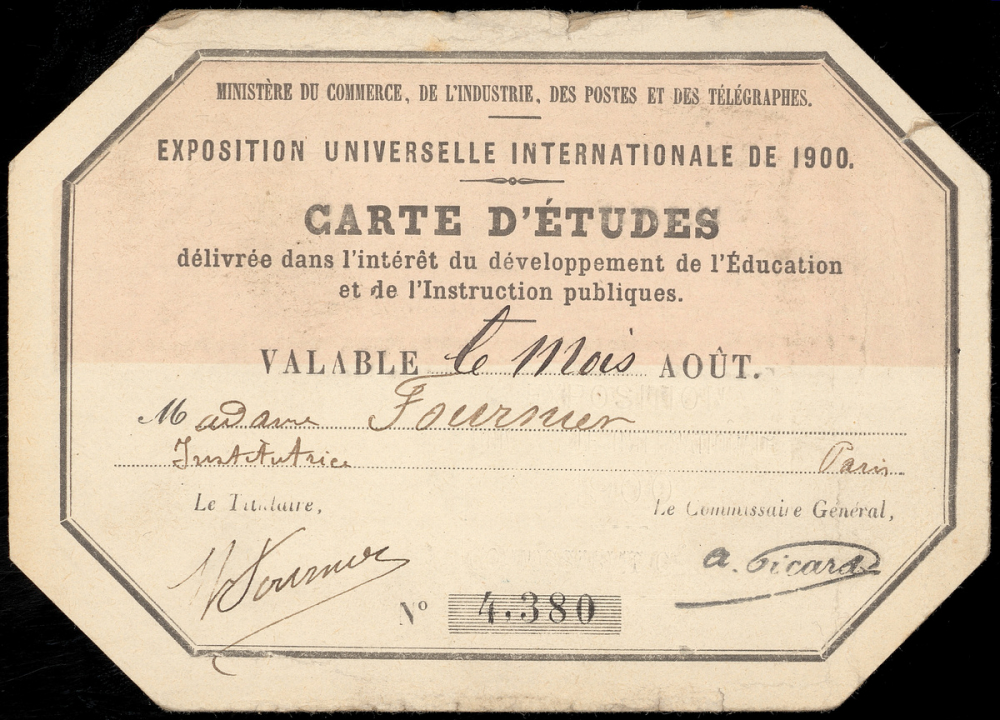 MINISTÈRE DU COMMERCE, DE L'INDUSTRIE, DES POSTES ET DES TÉLÉGRAPHES.
EXPOSITION UNIVERSELLE INTERNATIONALE DE 1900.
CARTE D'ÉTUDES
délivrée dans l'intérêt du développement de l'Éducation
et de l'Instruction publiques.
VALABLE le mois AOÛT.
Madame Fournier
Institutrice Paris
Le Titulaire, Le Commissaire Général,
Fournier A. Picard
N° 4.380